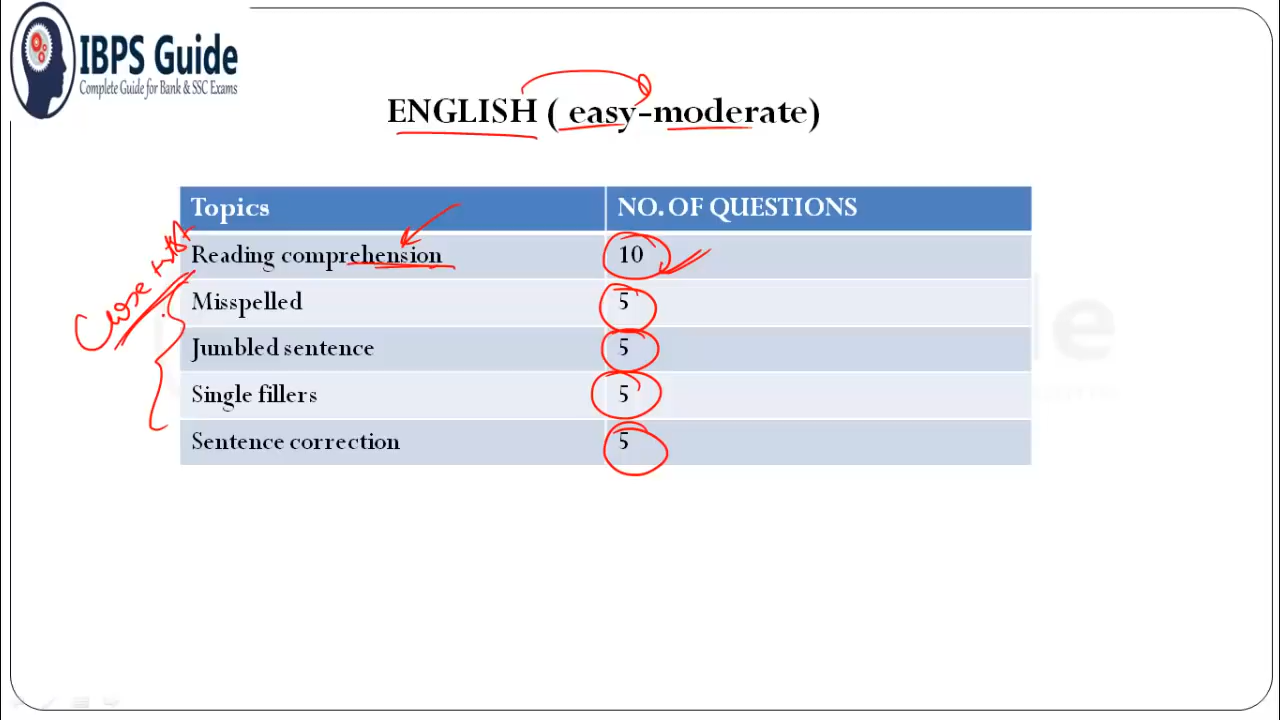 IBPS Guide
Complete Guide for Bank & SSC Exams
ENGLISH ( easy-moderate)
Topics NO. OF QUESTIONS
Reading comprehension 10
Misspelled 5
Jumbled sentence 5
Single fillers 5
Sentence correction 5
Close